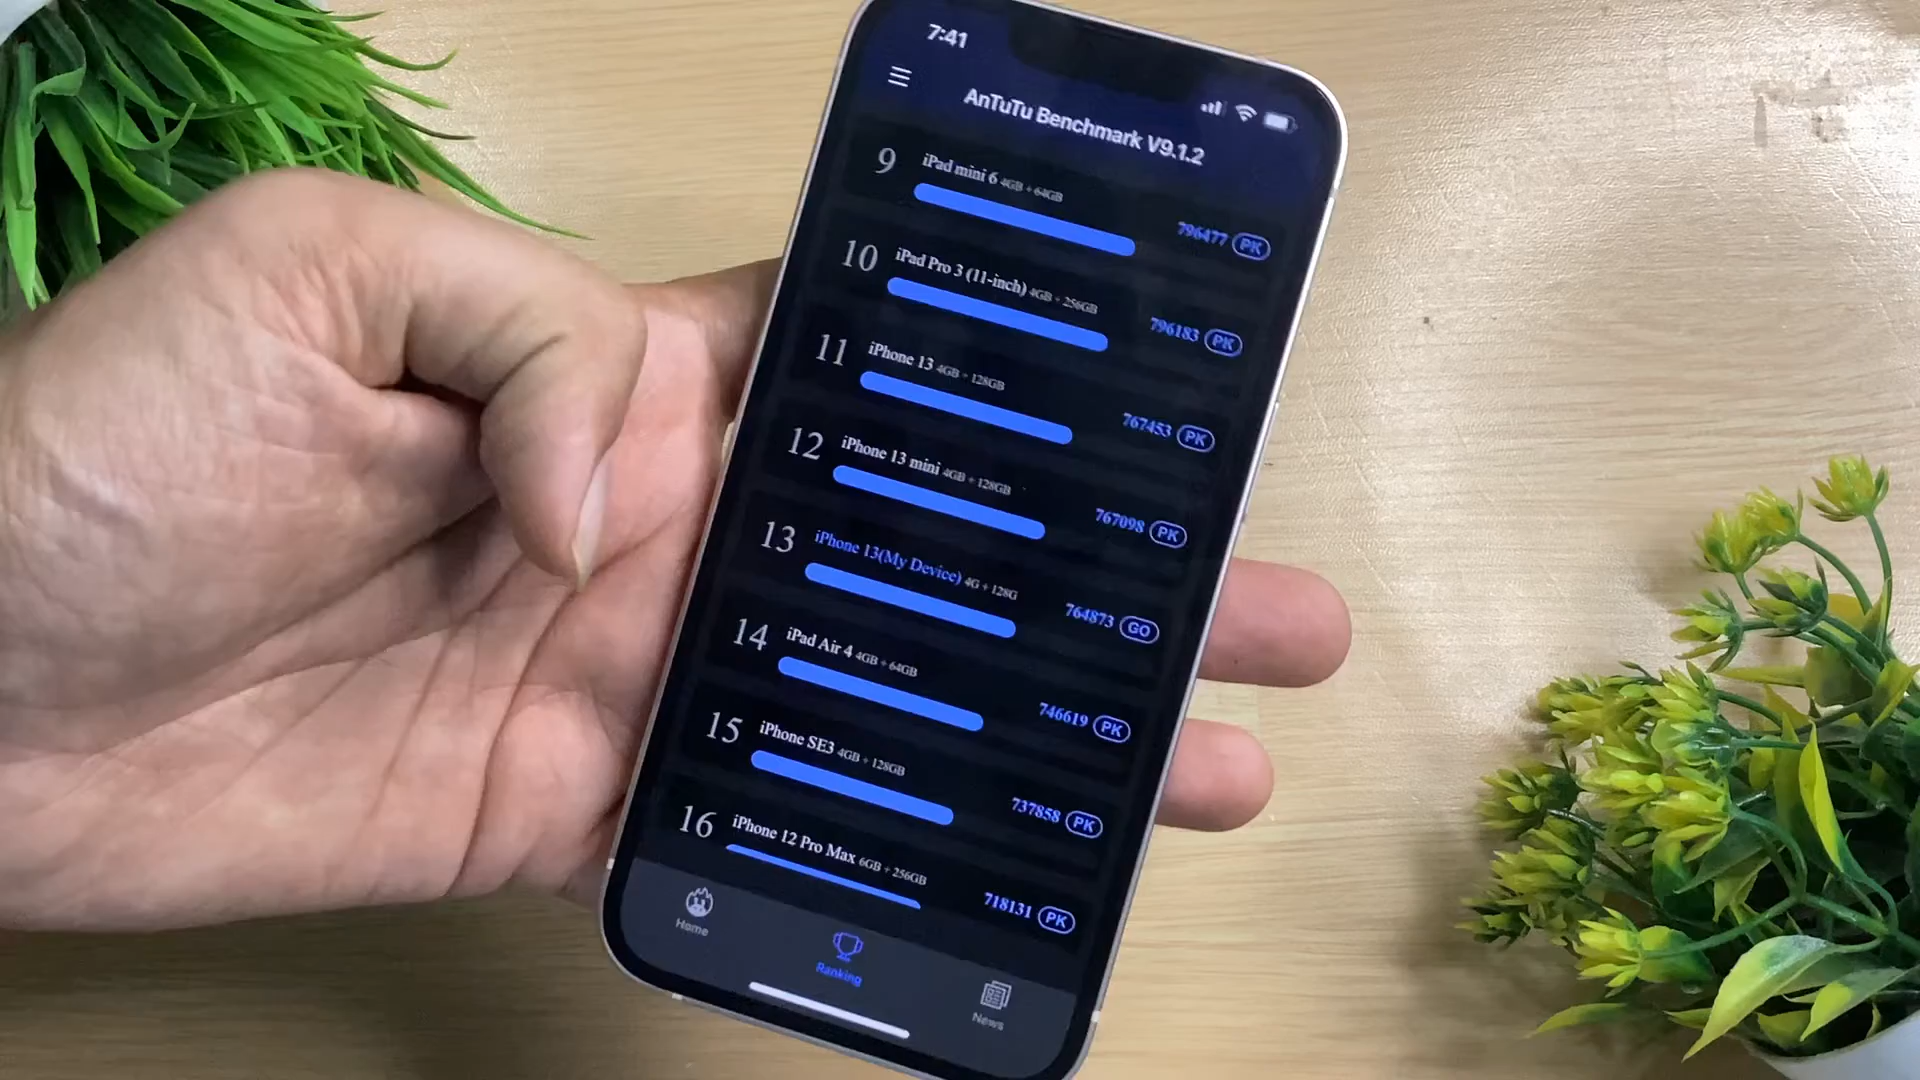 7:41
AnTuTu Benchmark V9.1.2
9 iPad mini 6 4GB + 64GB
796477 PK
10 iPad Pro 3 (11-inch) 4GB + 256GB
796183 PK
11 iPhone 13 4GB + 128GB
767453 PK
12 iPhone 13 mini 4GB + 128GB
767098 PK
13 iPhone 13(My Device) 4G + 128G
764873 GO
14 iPad Air 4 4GB + 64GB
746619 PK
15 iPhone SE3 4GB + 128GB
737858 PK
16 iPhone 12 Pro Max 6GB + 256GB
718131 PK
Home
Ranking
News